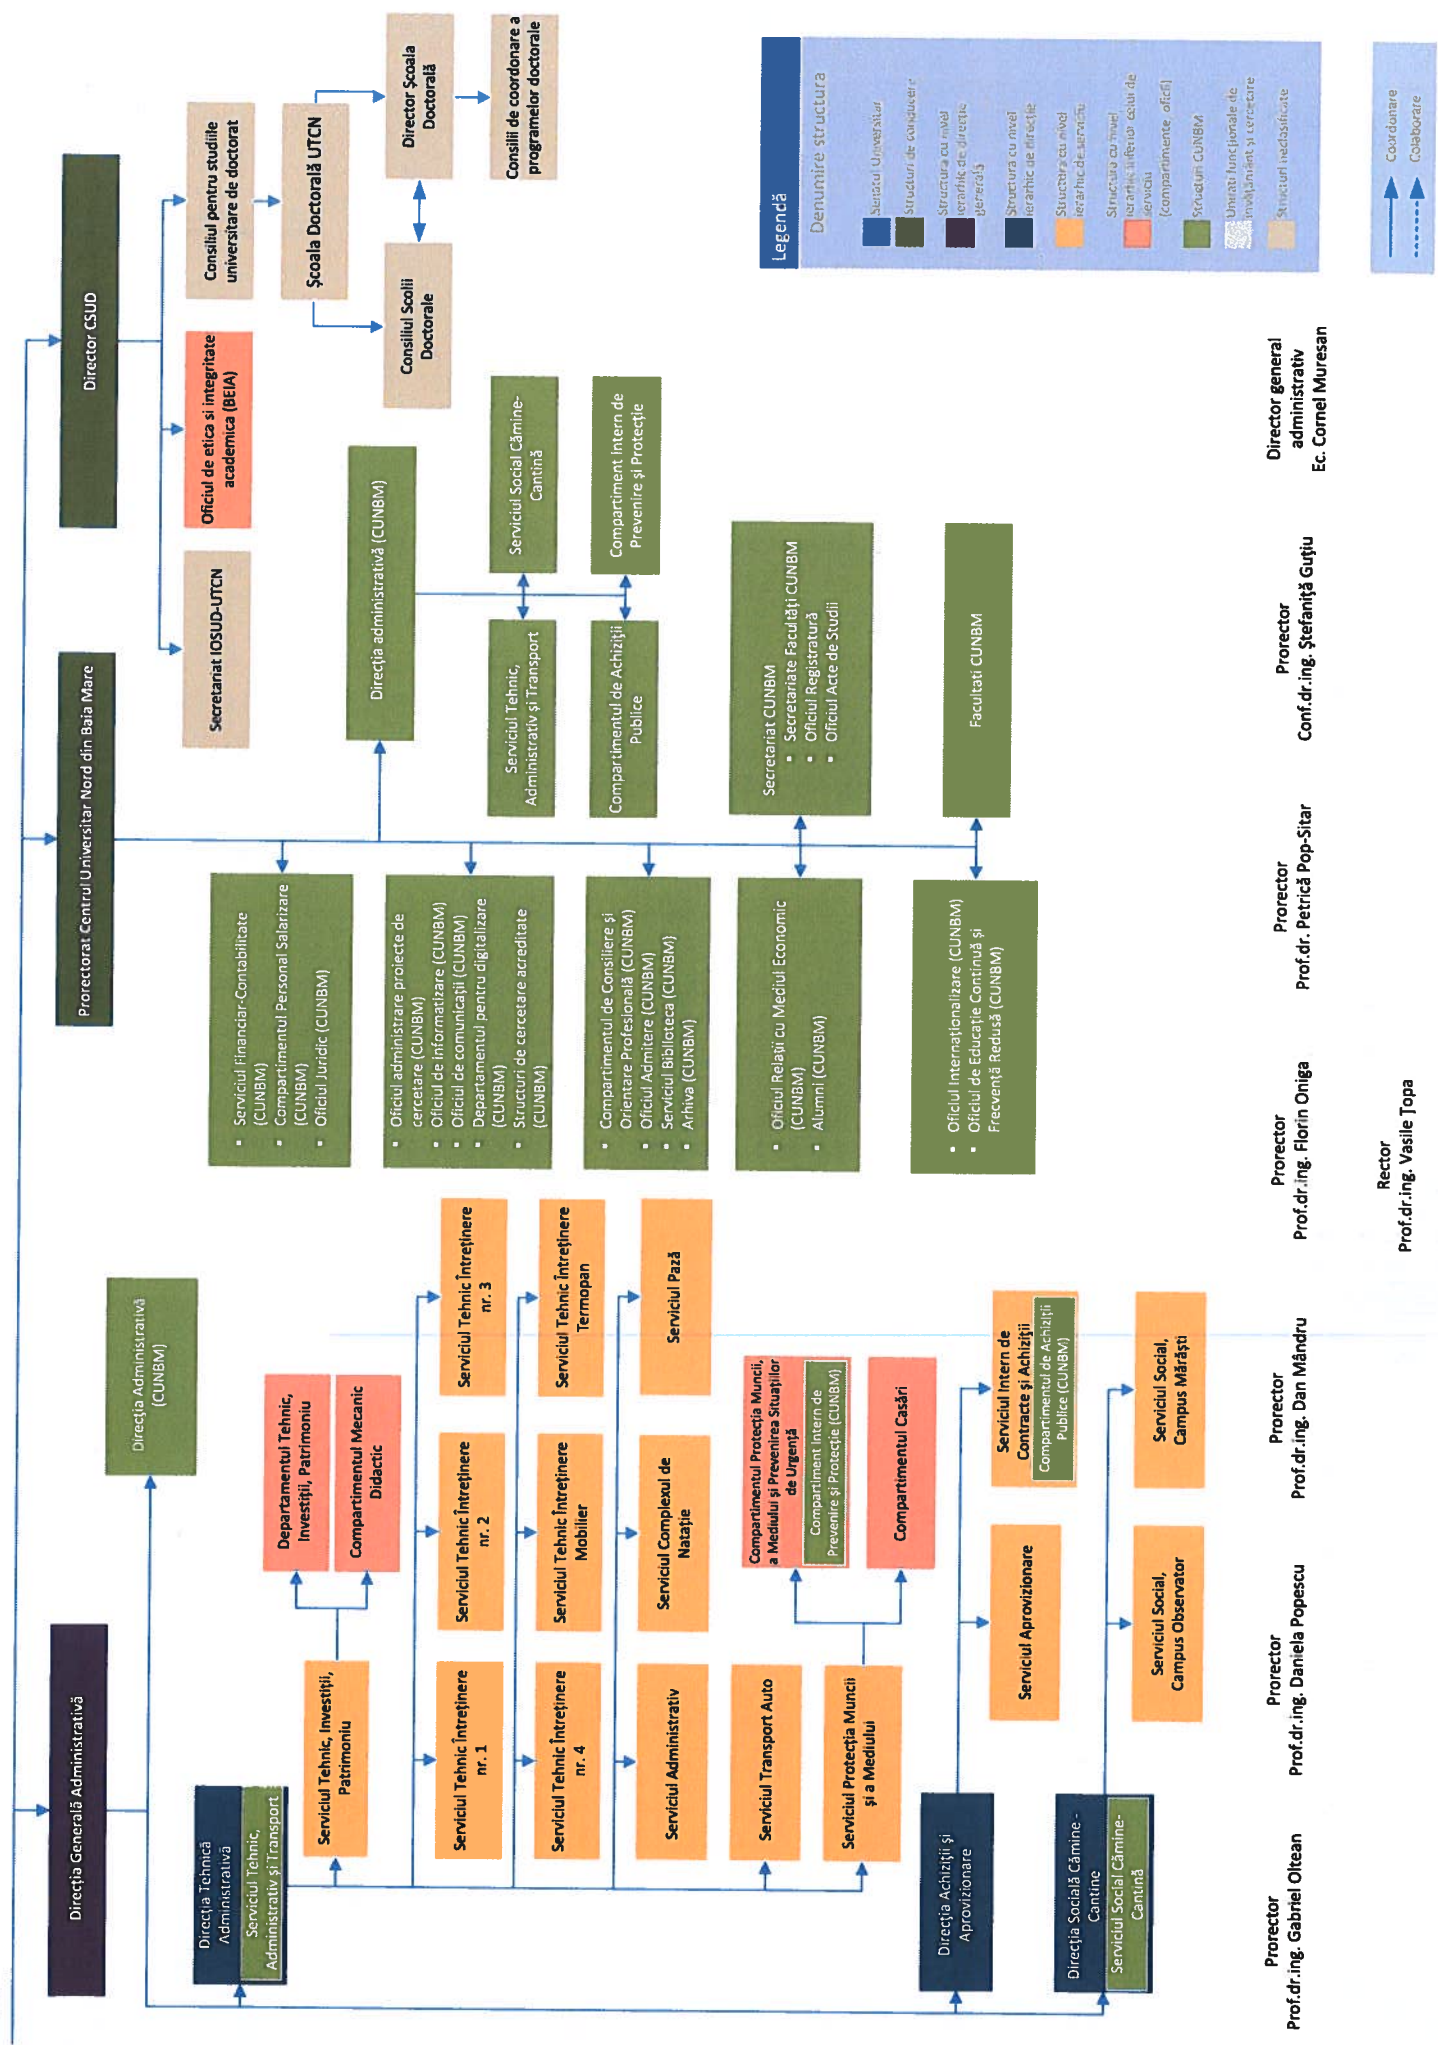 Direcția Generală Administrativă
Direcția Administrativă
(CUNBM)
Direcția Tehnică
Administrativă
Serviciul Tehnic,
Administrativ și Transport
Serviciul Tehnic, Investiții,
Patrimoniu
Departamentul Tehnic,
Investiții, Patrimoniu
Compartimentul Mecanic
Didactic
Serviciul Tehnic Întreținere
nr. 1
Serviciul Tehnic Întreținere
nr. 2
Serviciul Tehnic Întreținere
nr. 3
Serviciul Tehnic Întreținere
nr. 4
Serviciul Tehnic Întreținere
Mobilier
Serviciul Tehnic Întreținere
Termopan
Serviciul Administrativ
Serviciul Complexul de
Natație
Serviciul Pază
Serviciul Transport Auto
Serviciul Protecția Muncii
și a Mediului
Compartimentul Protecția Muncii,
a Mediului și Prevenirea Situațiilor
de Urgență
Compartiment Intern de
Prevenire și Protecție (CUNBM)
Compartimentul Casări
Direcția Achiziții și
Aprovizionare
Serviciul Aprovizionare
Serviciul Intern de
Contracte și Achiziții
Compartimentul de Achiziții
Publice (CUNBM)
Direcția Socială Cămine -
Cantine
Serviciul Social Cămine-
Cantină
Serviciul Social,
Campus Observator
Serviciul Social,
Campus Mărăști
Prorectorat Centrul Universitar Nord din Baia Mare
▪ Serviciul Financiar-Contabilitate
(CUNBM)
▪ Compartimentul Personal Salarizare
(CUNBM)
▪ Oficiul Juridic (CUNBM)
▪ Oficiul administrare proiecte de
cercetare (CUNBM)
▪ Oficiul de informatizare (CUNBM)
▪ Oficiul de comunicații (CUNBM)
▪ Departamentul pentru digitalizare
(CUNBM)
▪ Structuri de cercetare acreditate
(CUNBM)
▪ Compartimentul de Consiliere și
Orientare Profesională (CUNBM)
▪ Oficiul Admitere (CUNBM)
▪ Serviciul Biblioteca (CUNBM)
▪ Arhiva (CUNBM)
▪ Oficiul Relații cu Mediul Economic
(CUNBM)
▪ Alumni (CUNBM)
▪ Oficiul Internaționalizare (CUNBM)
▪ Oficiul de Educație Continuă și
Frecvență Redusă (CUNBM)
Direcția administrativă (CUNBM)
Serviciul Tehnic,
Administrativ și Transport
Serviciul Social Cămine-
Cantină
Compartimentul de Achiziții
Publice
Compartiment Intern de
Prevenire și Protecție
Secretariat CUNBM
▪ Secretariate Facultăți CUNBM
▪ Oficiul Registratură
▪ Oficiul Acte de Studii
Facultati CUNBM
Director CSUD
Secretariat IOSUD-UTCN
Oficiul de etica si integritate
academica (BEIA)
Consiliul pentru studiile
universitare de doctorat
Școala Doctorală UTCN
Consiliul Scolii
Doctorale
Director Școala
Doctorală
Consilii de coordonare a
programelor doctorale
Legendă
Denumire structura
Senatul Universitar
Structuri de conducere
Structura cu nivel
ierarhic de direcție
generală
Structura cu nivel
ierarhic de direcție
Structura cu nivel
ierarhic de serviciu
Structura cu nivel
ierarhic inferior celui de
serviciu
(compartimente, oficii)
Structuri CUNBM
Unitati funcționale de
învățământ și cercetare
Structuri neclasificate
Coordonare
Colaborare
Prorector
Prof.dr.ing. Gabriel Oltean
Prorector
Prof.dr.ing. Daniela Popescu
Prorector
Prof.dr.ing. Dan Mândru
Prorector
Prof.dr.ing. Florin Oniga
Prorector
Prof.dr. Petrică Pop-Sitar
Prorector
Conf.dr.ing. Ștefaniță Guțiu
Director general
administrativ
Ec. Cornel Muresan
Rector
Prof.dr.ing. Vasile Țopa